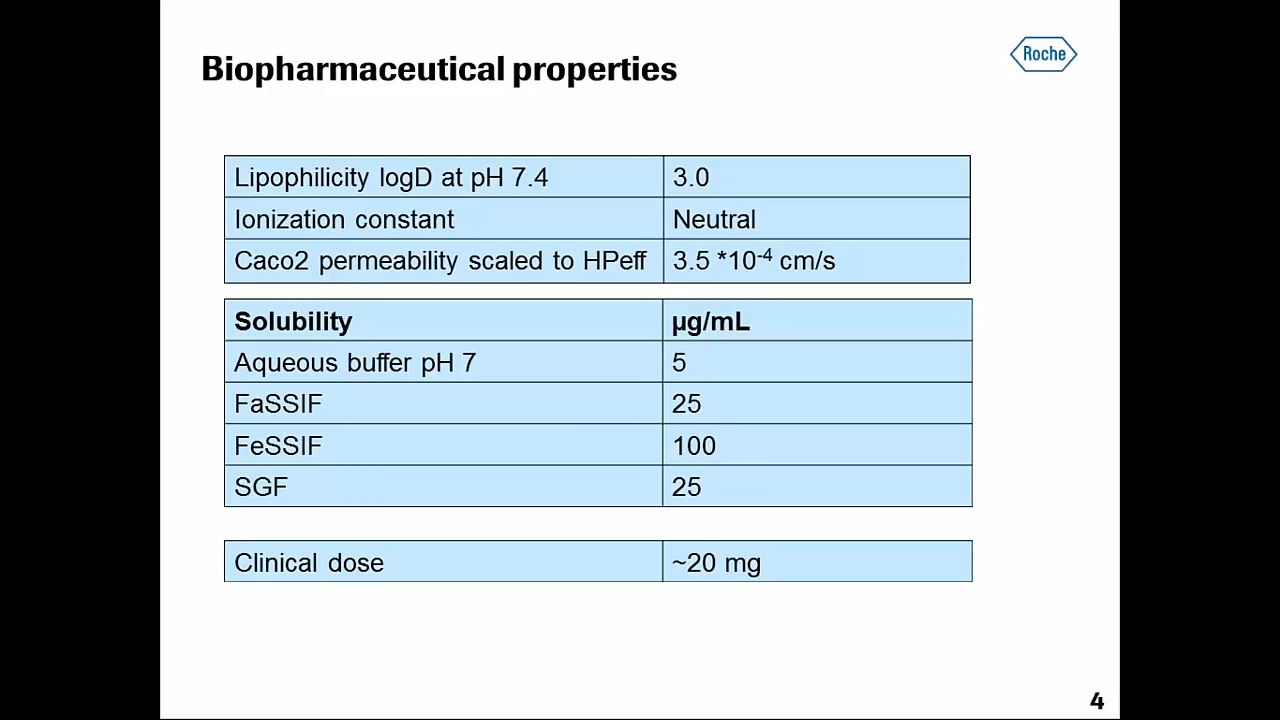 Biopharmaceutical properties
Roche
Lipophilicity logD at pH 7.4 3.0
Ionization constant Neutral
Caco2 permeability scaled to HPeff 3.5 *10⁻⁴ cm/s
Solubility µg/mL
Aqueous buffer pH 7 5
FaSSIF 25
FeSSIF 100
SGF 25
Clinical dose ~20 mg
4